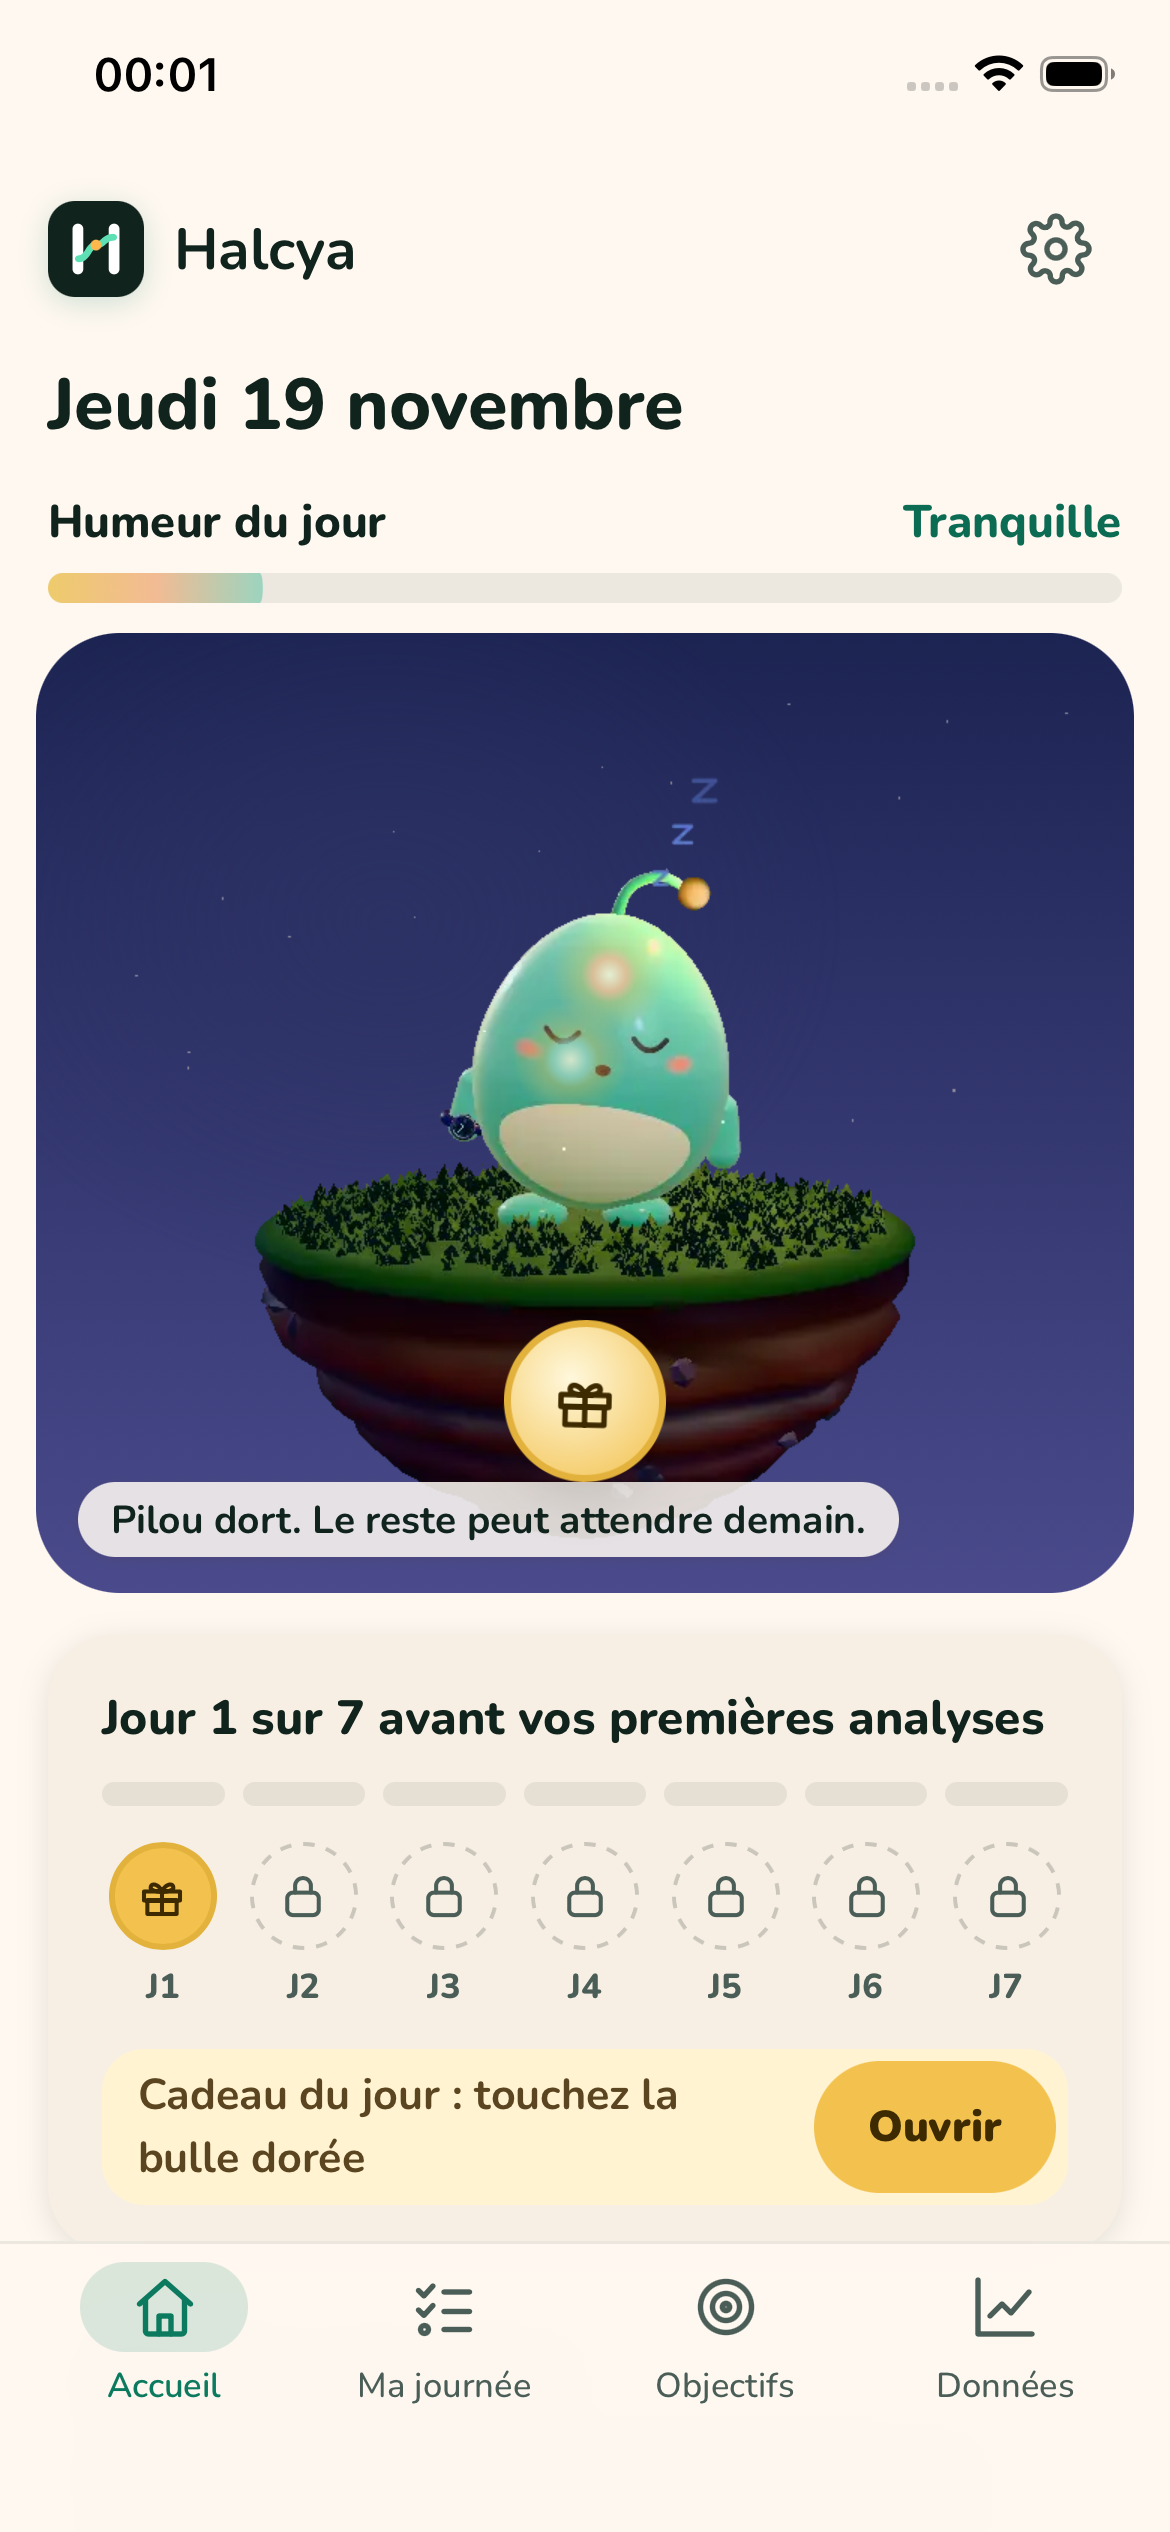 00:01
Halcya
Jeudi 19 novembre
Humeur du jour
Tranquille
z
z
z
Pilou dort. Le reste peut attendre demain.
Jour 1 sur 7 avant vos premières analyses
J1
J2
J3
J4
J5
J6
J7
Cadeau du jour : touchez la
bulle dorée
Ouvrir
Accueil
Ma journée
Objectifs
Données